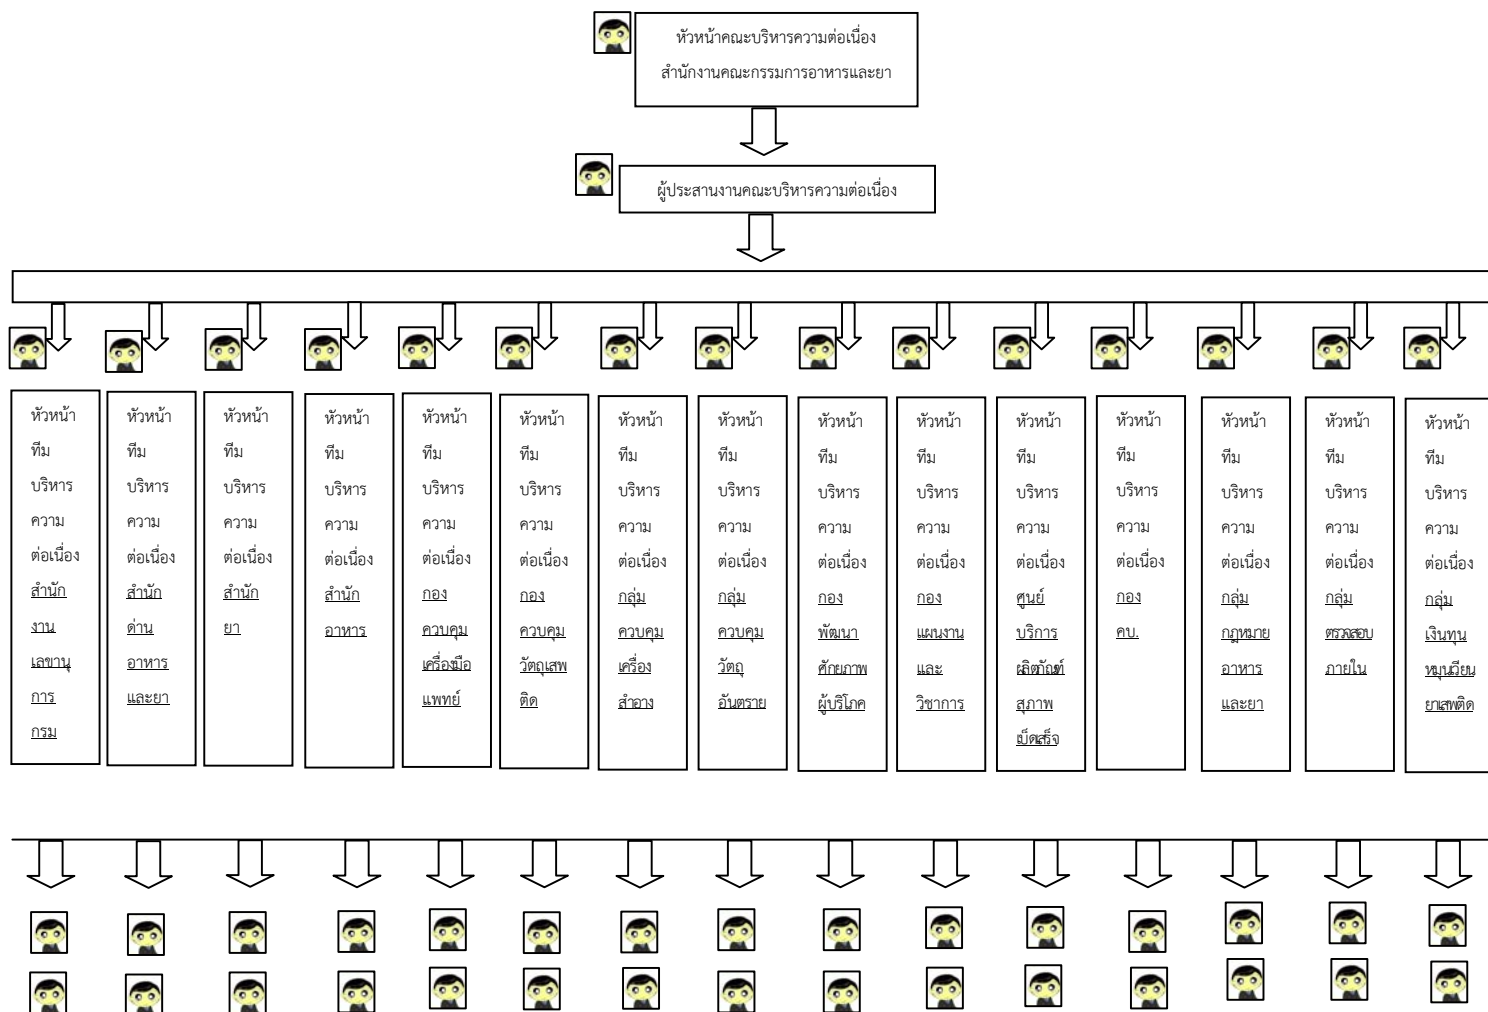 หัวหน้าคณะบริหารความต่อเนื่อง
สำนักงานคณะกรรมการอาหารและยา
ผู้ประสานงานคณะบริหารความต่อเนื่อง
หัวหน้า
ทีม
บริหาร
ความ
ต่อเนื่อง
สำนัก
งาน
เลขานุ
การ
กรม
หัวหน้า
ทีม
บริหาร
ความ
ต่อเนื่อง
สำนัก
ด่าน
อาหาร
และยา
หัวหน้า
ทีม
บริหาร
ความ
ต่อเนื่อง
สำนัก
ยา
หัวหน้า
ทีม
บริหาร
ความ
ต่อเนื่อง
สำนัก
อาหาร
หัวหน้า
ทีม
บริหาร
ความ
ต่อเนื่อง
กอง
ควบคุม
เครื่องมือ
แพทย์
หัวหน้า
ทีม
บริหาร
ความ
ต่อเนื่อง
กอง
ควบคุม
วัตถุเสพ
ติด
หัวหน้า
ทีม
บริหาร
ความ
ต่อเนื่อง
กลุ่ม
ควบคุม
เครื่อง
สำอาง
หัวหน้า
ทีม
บริหาร
ความ
ต่อเนื่อง
กลุ่ม
ควบคุม
วัตถุ
อันตราย
หัวหน้า
ทีม
บริหาร
ความ
ต่อเนื่อง
กอง
พัฒนา
ศักยภาพ
ผู้บริโภค
หัวหน้า
ทีม
บริหาร
ความ
ต่อเนื่อง
กอง
แผนงาน
และ
วิชาการ
หัวหน้า
ทีม
บริหาร
ความ
ต่อเนื่อง
ศูนย์
บริการ
ผลิตภัณฑ์
สุภาพ
เบ็ดเสร็จ
หัวหน้า
ทีม
บริหาร
ความ
ต่อเนื่อง
กอง
คบ.
หัวหน้า
ทีม
บริหาร
ความ
ต่อเนื่อง
กลุ่ม
กฎหมาย
อาหาร
และยา
หัวหน้า
ทีม
บริหาร
ความ
ต่อเนื่อง
กลุ่ม
ตรวจสอบ
ภายใน
หัวหน้า
ทีม
บริหาร
ความ
ต่อเนื่อง
กลุ่ม
เงินทุน
หมุนเวียน
ยาเสพติด